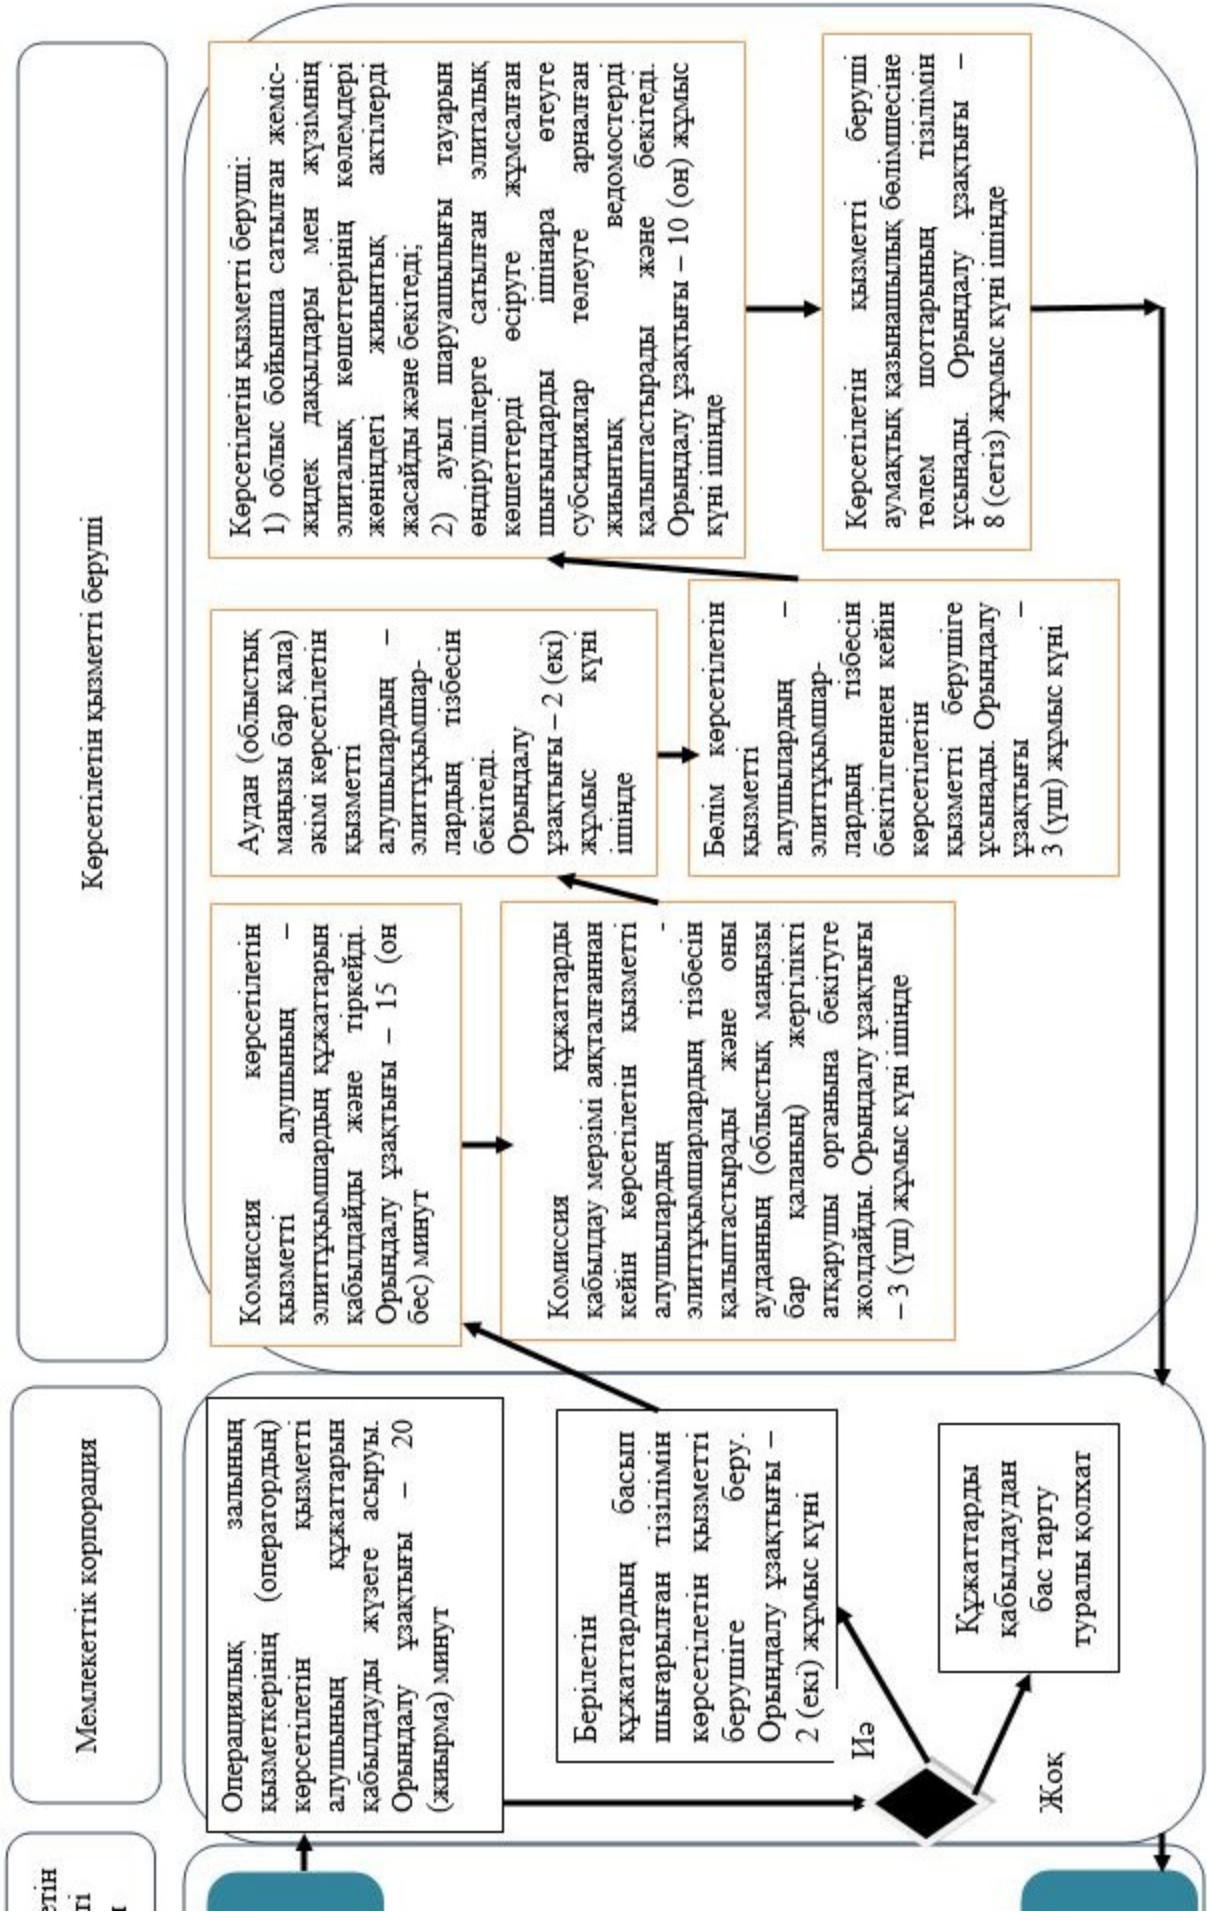 етін
ті
Мемлекеттік корпорация
Көрсетілетін қызметті беруші
Операциялық залының
қызметкерінің (оператордың)
көрсетілетін қызметті
алушының құжаттарын
қабылдауды жүзеге асыруы.
Орындалу ұзақтығы – 20
(жиырма) минут
Берілетін
құжаттардың басып
шығарылған тізілімін
көрсетілетін қызметті
берушіге беру.
Орындалу ұзақтығы –
2 (екі) жұмыс күні
Иә
Жоқ
Құжаттарды
қабылдаудан
бас тарту
туралы қолхат
Комиссия көрсетілетін
қызметті алушының –
элиттұқымшардың құжаттарын
қабылдайды және тіркейді.
Орындалу ұзақтығы – 15 (он
бес) минут
Комиссия құжаттарды
қабылдау мерзімі аяқталғаннан
кейін көрсетілетін қызметті
алушылардың -
элиттұқымшарлардың тізбесін
қалыптастырады және оны
ауданның (облыстық маңызы
бар қаланың) жергілікті
атқарушы органына бекітуге
жолдайды. Орындалу ұзақтығы
– 3 (үш) жұмыс күні ішінде
Аудан (облыстық
маңызы бар қала)
әкімі көрсетілетін
қызметті
алушылардың –
элиттұқымшар-
лардың тізбесін
бекітеді.
Орындалу
ұзақтығы – 2 (екі)
жұмыс күні
ішінде
Бөлім көрсетілетін
қызметті
алушылардың –
элиттұқымшар-
лардың тізбесін
бекітілгеннен кейін
көрсетілетін
қызметті берушіге
ұсынады. Орындалу
ұзақтығы –
3 (үш) жұмыс күні
Көрсетілетін қызметті беруші:
1) облыс бойынша сатылған жеміс-
жидек дақылдары мен жүзімнің
элиталық көшеттерінің көлемдері
жөніндегі жиынтық актілерді
жасайды және бекітеді;
2) ауыл шаруашылығы тауарын
өндірушілерге сатылған элиталық
көшеттерді өсіруге жұмсалған
шығындарды ішінара өтеуге
субсидиялар төлеуге арналған
жиынтық ведомостерді
қалыптастырады және бекітеді.
Орындалу ұзақтығы – 10 (он) жұмыс
күні ішінде
Көрсетілетін қызметті беруші
аумақтық қазынашылық бөлімшесіне
төлем шоттарының тізілімін
ұсынады. Орындалу ұзақтығы –
8 (сегіз) жұмыс күні ішінде